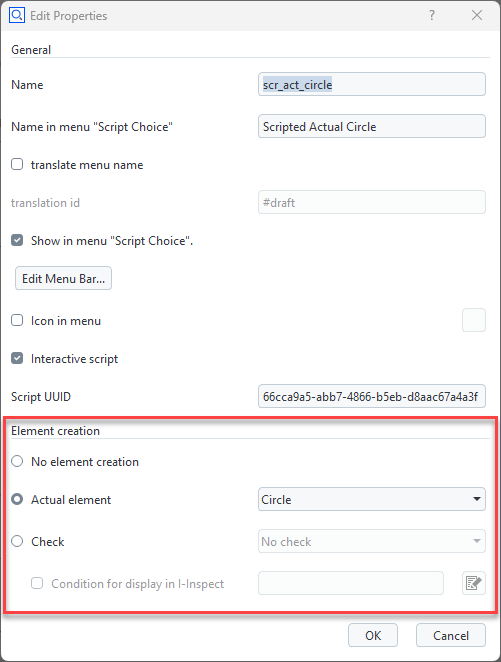 Edit Properties ?
General
Name scr_act_circle
Name in menu "Script Choice" Scripted Actual Circle
translate menu name
translation id #draft
Show in menu "Script Choice".
Edit Menu Bar...
Icon in menu
Interactive script
Script UUID 66cca9a5-abb7-4866-b5eb-d8aac67a4a3f
Element creation
No element creation
Actual element Circle
Check No check
Condition for display in I-Inspect
OK Cancel